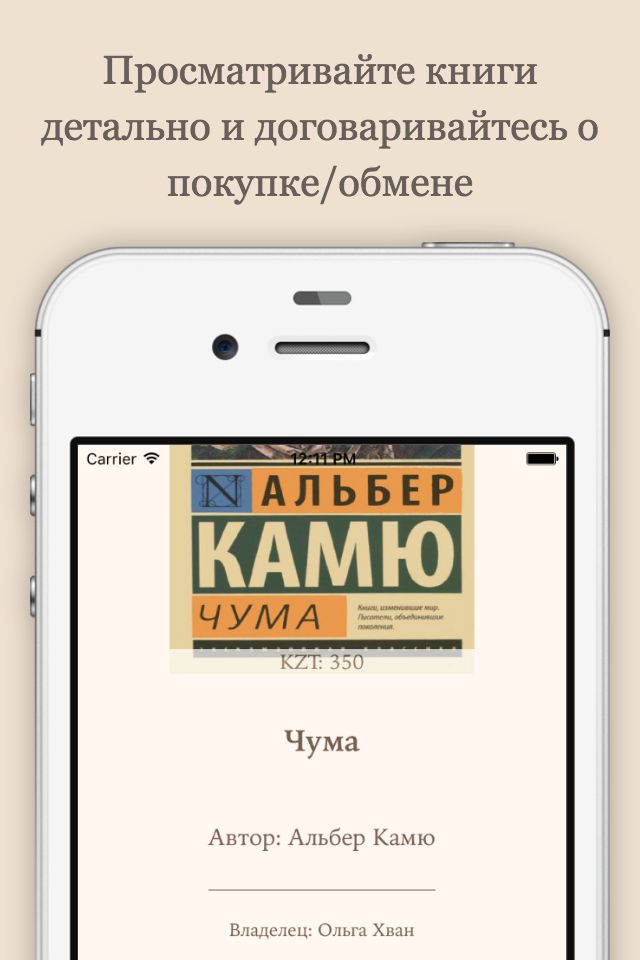 Просматривайте книги
детально и договаривайтесь о
покупке/обмене
Carrier 12:11 PM
N АЛЬБЕР
КАМЮ
ЧУМА
Книги, изменившие мир.
Писатели, объединившие
поколения.
KZT: 350
Чума
Автор: Альбер Камю
Владелец: Ольга Хван